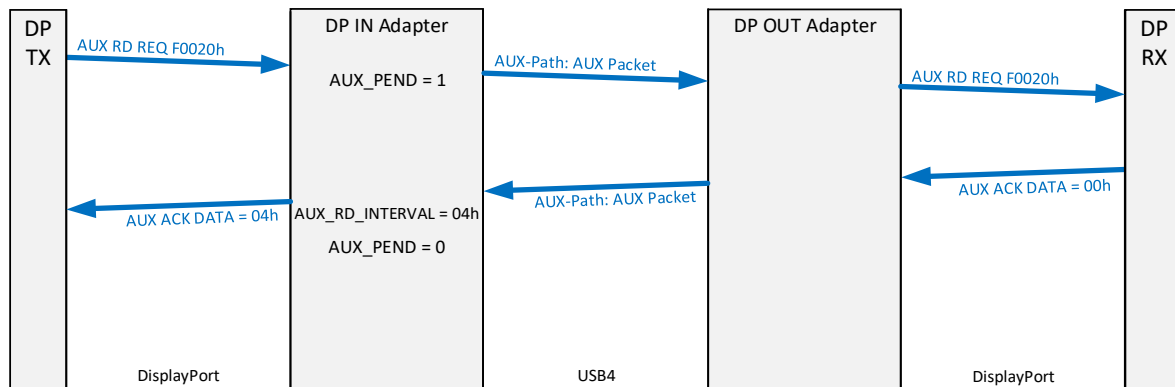 DP
TX
DP IN Adapter
DP OUT Adapter
DP
RX
AUX RD REQ F0020h
AUX_PEND = 1
AUX-Path: AUX Packet
AUX RD REQ F0020h
AUX ACK DATA = 00h
AUX-Path: AUX Packet
AUX_RD_INTERVAL = 04h
AUX ACK DATA = 04h
AUX_PEND = 0
DisplayPort
USB4
DisplayPort